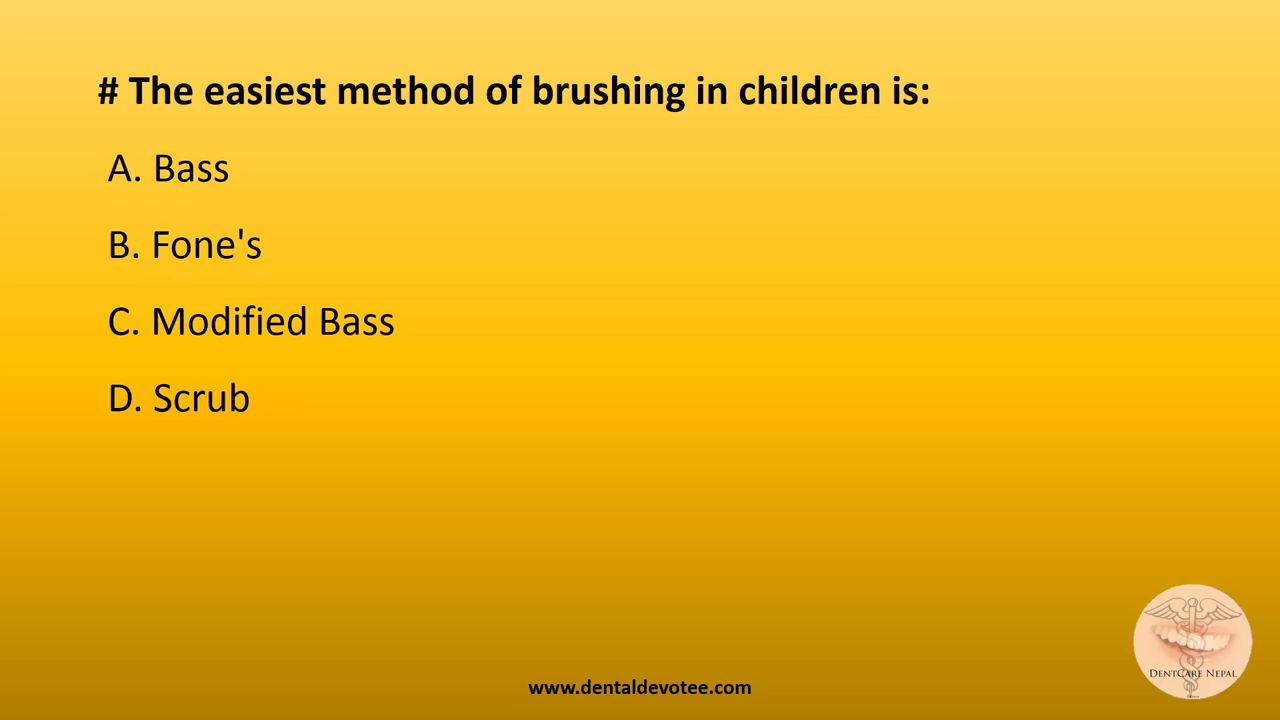 # The easiest method of brushing in children is:
A. Bass
B. Fone's
C. Modified Bass
D. Scrub
DENTCARE NEPAL
www.dentaldevotee.com